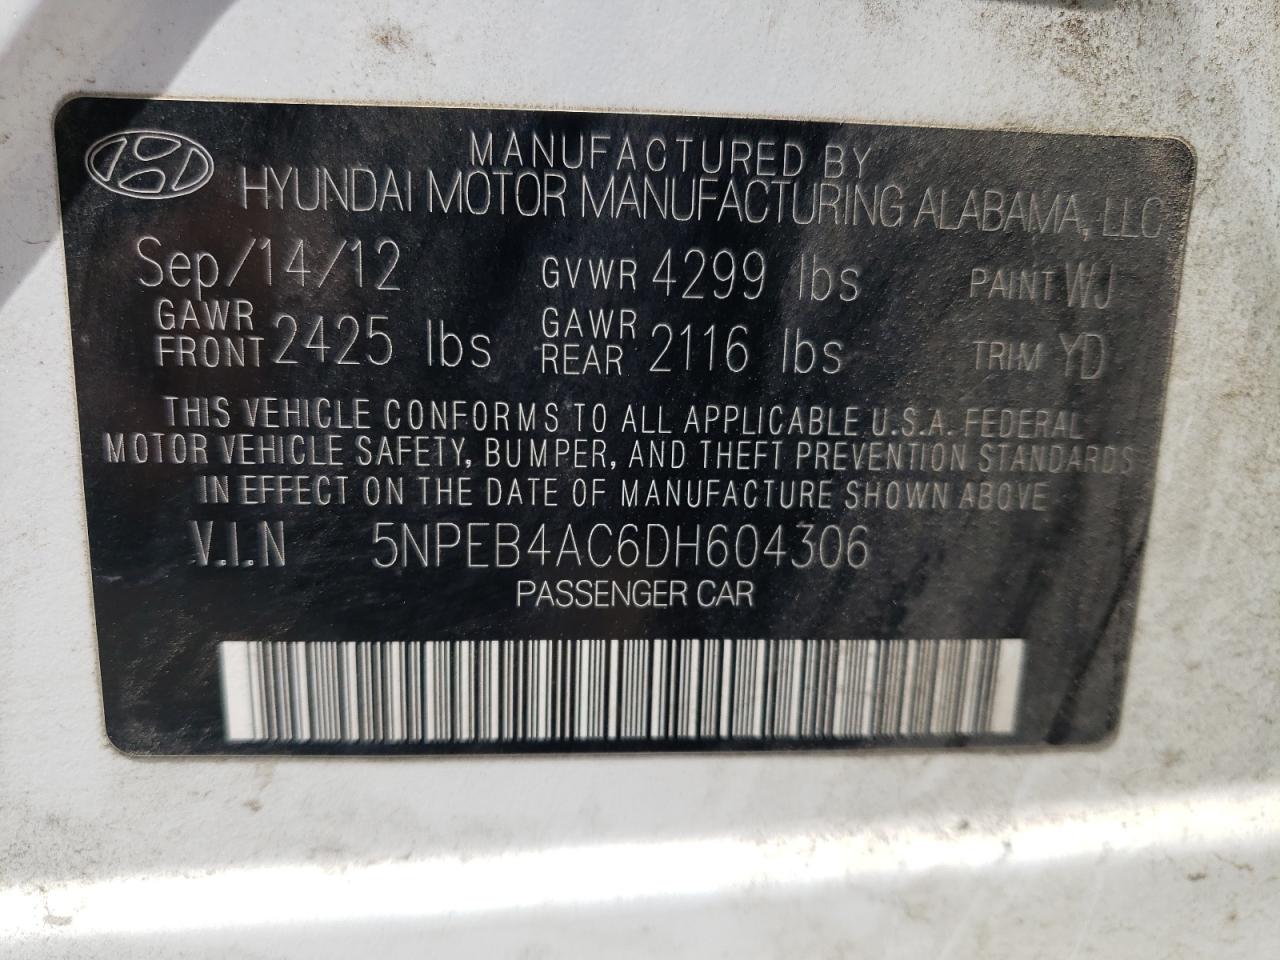 MANUFACTURED BY
HYUNDAI MOTOR MANUFACTURING ALABAMA, LLC
Sep/14/12 GVWR 4299 lbs PAINT WJ
GAWR FRONT 2425 lbs GAWR REAR 2116 lbs TRIM YD
THIS VEHICLE CONFORMS TO ALL APPLICABLE U.S.A. FEDERAL
MOTOR VEHICLE SAFETY, BUMPER, AND THEFT PREVENTION STANDARDS
IN EFFECT ON THE DATE OF MANUFACTURE SHOWN ABOVE
V.I.N 5NPEB4AC6DH604306
PASSENGER CAR